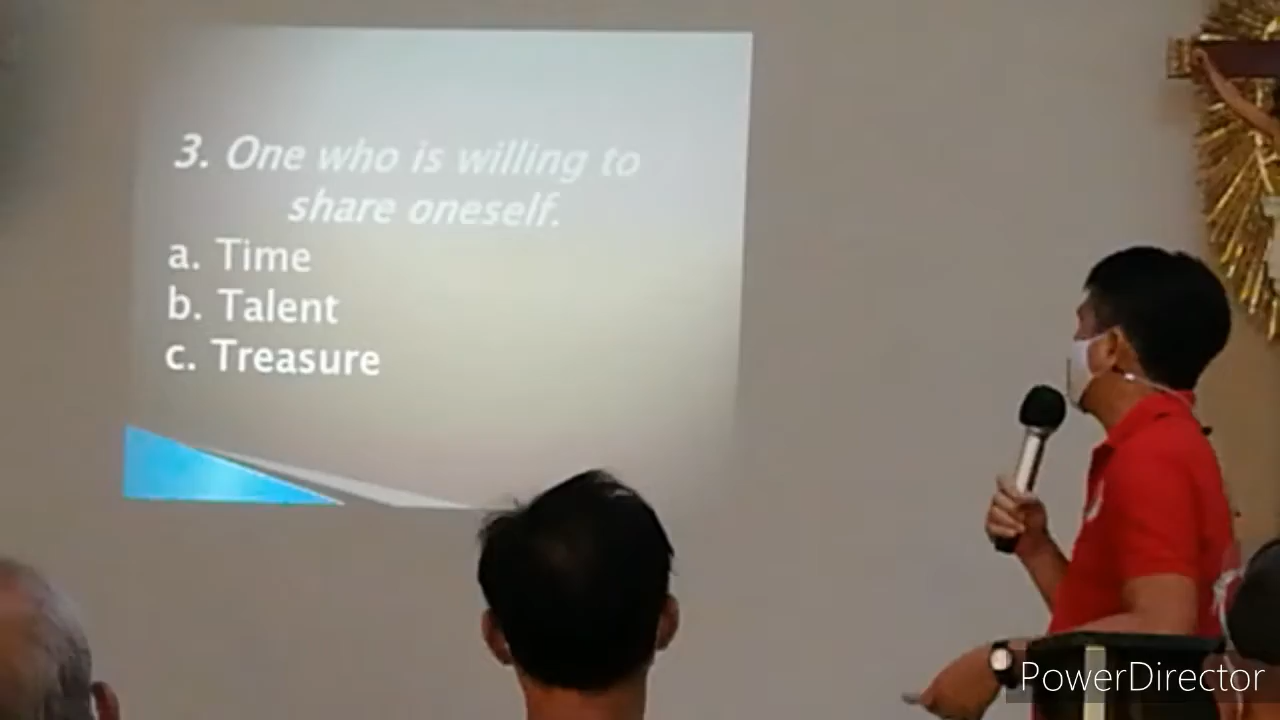 3. One who is willing to
share oneself.
a. Time
b. Talent
c. Treasure
PowerDirector